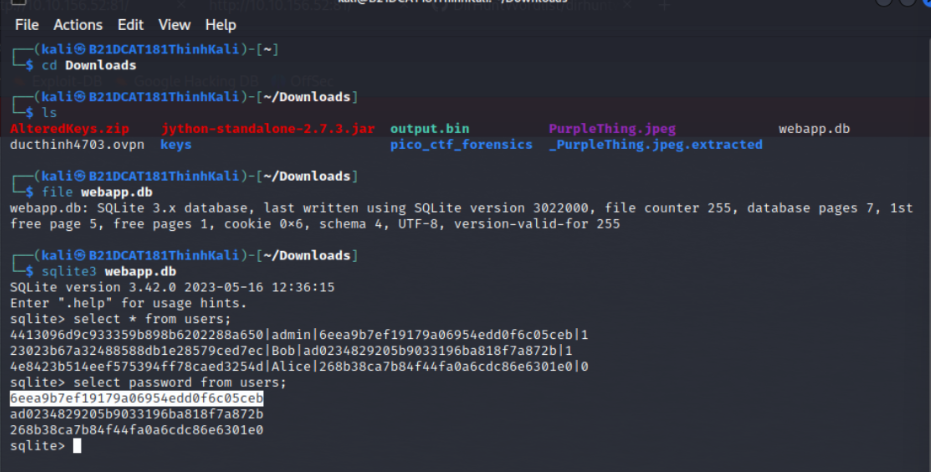 File Actions Edit View Help
┌──(kali㉿B21DCAT181ThinhKali)-[~]
└─$ cd Downloads
┌──(kali㉿B21DCAT181ThinhKali)-[~/Downloads]
└─$ ls
AlteredKeys.zip jython-standalone-2.7.3.jar output.bin PurpleThing.jpeg webapp.db
ducthinh4703.ovpn keys pico_ctf_forensics _PurpleThing.jpeg.extracted
┌──(kali㉿B21DCAT181ThinhKali)-[~/Downloads]
└─$ file webapp.db
webapp.db: SQLite 3.x database, last written using SQLite version 3022000, file counter 255, database pages 7, 1st
free page 5, free pages 1, cookie 0×6, schema 4, UTF-8, version-valid-for 255
┌──(kali㉿B21DCAT181ThinhKali)-[~/Downloads]
└─$ sqlite3 webapp.db
SQLite version 3.42.0 2023-05-16 12:36:15
Enter ".help" for usage hints.
sqlite> select * from users;
4413096d9c933359b898b6202288a650|admin|6eea9b7ef19179a06954edd0f6c05ceb|1
23023b67a32488588db1e28579ced7ec|Bob|ad0234829205b9033196ba818f7a872b|1
4e8423b514eef575394ff78caed3254d|Alice|268b38ca7b84f44fa0a6cdc86e6301e0|0
sqlite> select password from users;
6eea9b7ef19179a06954edd0f6c05ceb
ad0234829205b9033196ba818f7a872b
268b38ca7b84f44fa0a6cdc86e6301e0
sqlite>